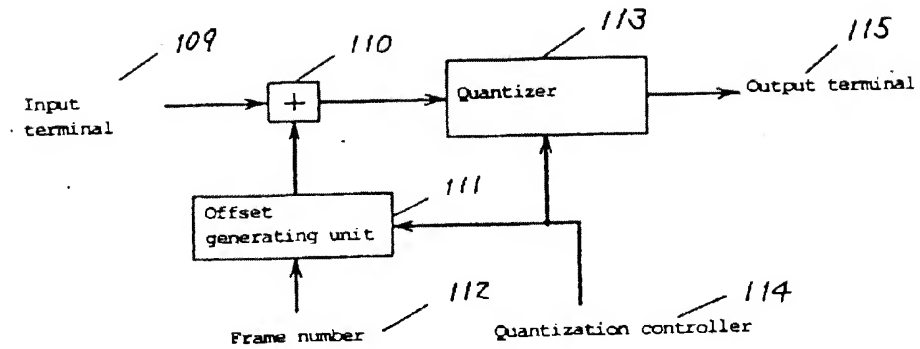 109
110
113
115
Input
terminal
+
Quantizer
Output terminal
111
Offset
generating unit
112
114
Frame number
Quantization controller